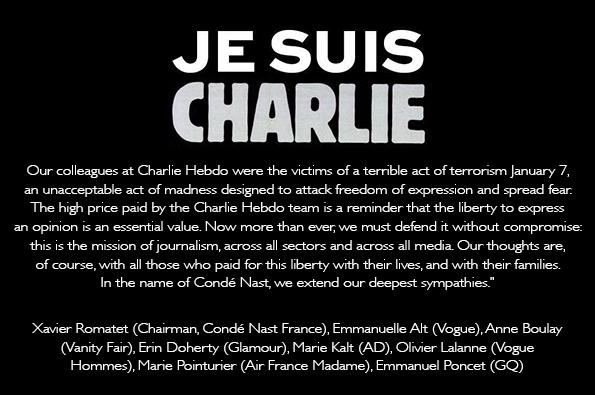 JE SUIS
CHARLIE
Our colleagues at Charlie Hebdo were the victims of a terrible act of terrorism January 7,
an unacceptable act of madness designed to attack freedom of expression and spread fear.
The high price paid by the Charlie Hebdo team is a reminder that the liberty to express
an opinion is an essential value. Now more than ever, we must defend it without compromise:
this is the mission of journalism, across all sectors and across all media. Our thoughts are,
of course, with all those who paid for this liberty with their lives, and with their families.
In the name of Condé Nast, we extend our deepest sympathies."
Xavier Romatet (Chairman, Condé Nast France), Emmanuelle Alt (Vogue), Anne Boulay
(Vanity Fair), Erin Doherty (Glamour), Marie Kalt (AD), Olivier Lalanne (Vogue
Hommes), Marie Pointurier (Air France Madame), Emmanuel Poncet (GQ)